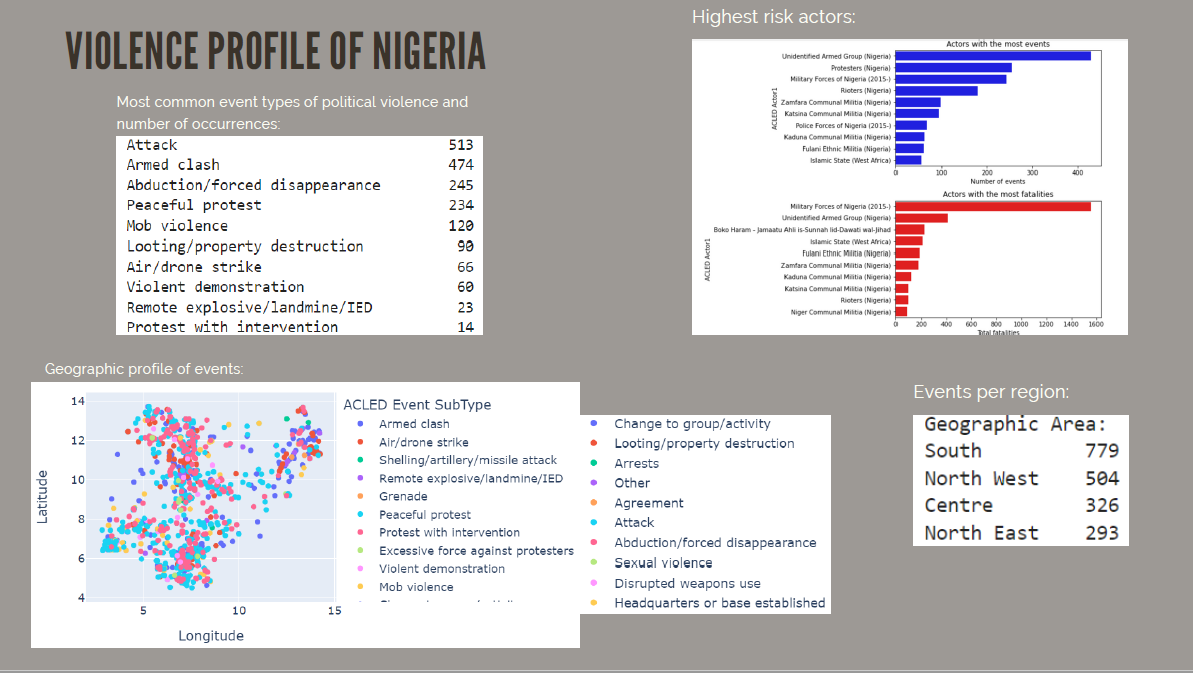 VIOLENCE PROFILE OF NIGERIA
Most common event types of political violence and
number of occurrences:
Attack 513
Armed clash 474
Abduction/forced disappearance 245
Peaceful protest 234
Mob violence 120
Looting/property destruction 90
Air/drone strike 66
Violent demonstration 60
Remote explosive/landmine/IED 23
Protest with intervention 14
Highest risk actors:
Actors with the most events
ACLED Actor1
Unidentified Armed Group (Nigeria)
Protesters (Nigeria)
Military Forces of Nigeria (2015-)
Rioters (Nigeria)
Zamfara Communal Militia (Nigeria)
Katsina Communal Militia (Nigeria)
Police Forces of Nigeria (2015-)
Kaduna Communal Militia (Nigeria)
Fulani Ethnic Militia (Nigeria)
Islamic State (West Africa)
0 100 200 300 400
Number of events
Actors with the most fatalities
ACLED Actor1
Military Forces of Nigeria (2015-)
Unidentified Armed Group (Nigeria)
Boko Haram - Jamaatu Ahli is-Sunnah lid-Dawati wal-Jihad
Islamic State (West Africa)
Fulani Ethnic Militia (Nigeria)
Zamfara Communal Militia (Nigeria)
Kaduna Communal Militia (Nigeria)
Katsina Communal Militia (Nigeria)
Rioters (Nigeria)
Niger Communal Militia (Nigeria)
0 200 400 600 800 1000 1200 1400 1600
Total fatalities
Geographic profile of events:
Latitude
14
12
10
8
6
4
5 10 15
Longitude
ACLED Event SubType
Armed clash
Air/drone strike
Shelling/artillery/missile attack
Remote explosive/landmine/IED
Grenade
Peaceful protest
Protest with intervention
Excessive force against protesters
Violent demonstration
Mob violence
Change to group/activity
Looting/property destruction
Arrests
Other
Agreement
Attack
Abduction/forced disappearance
Sexual violence
Disrupted weapons use
Headquarters or base established
Events per region:
Geographic Area:
South 779
North West 504
Centre 326
North East 293